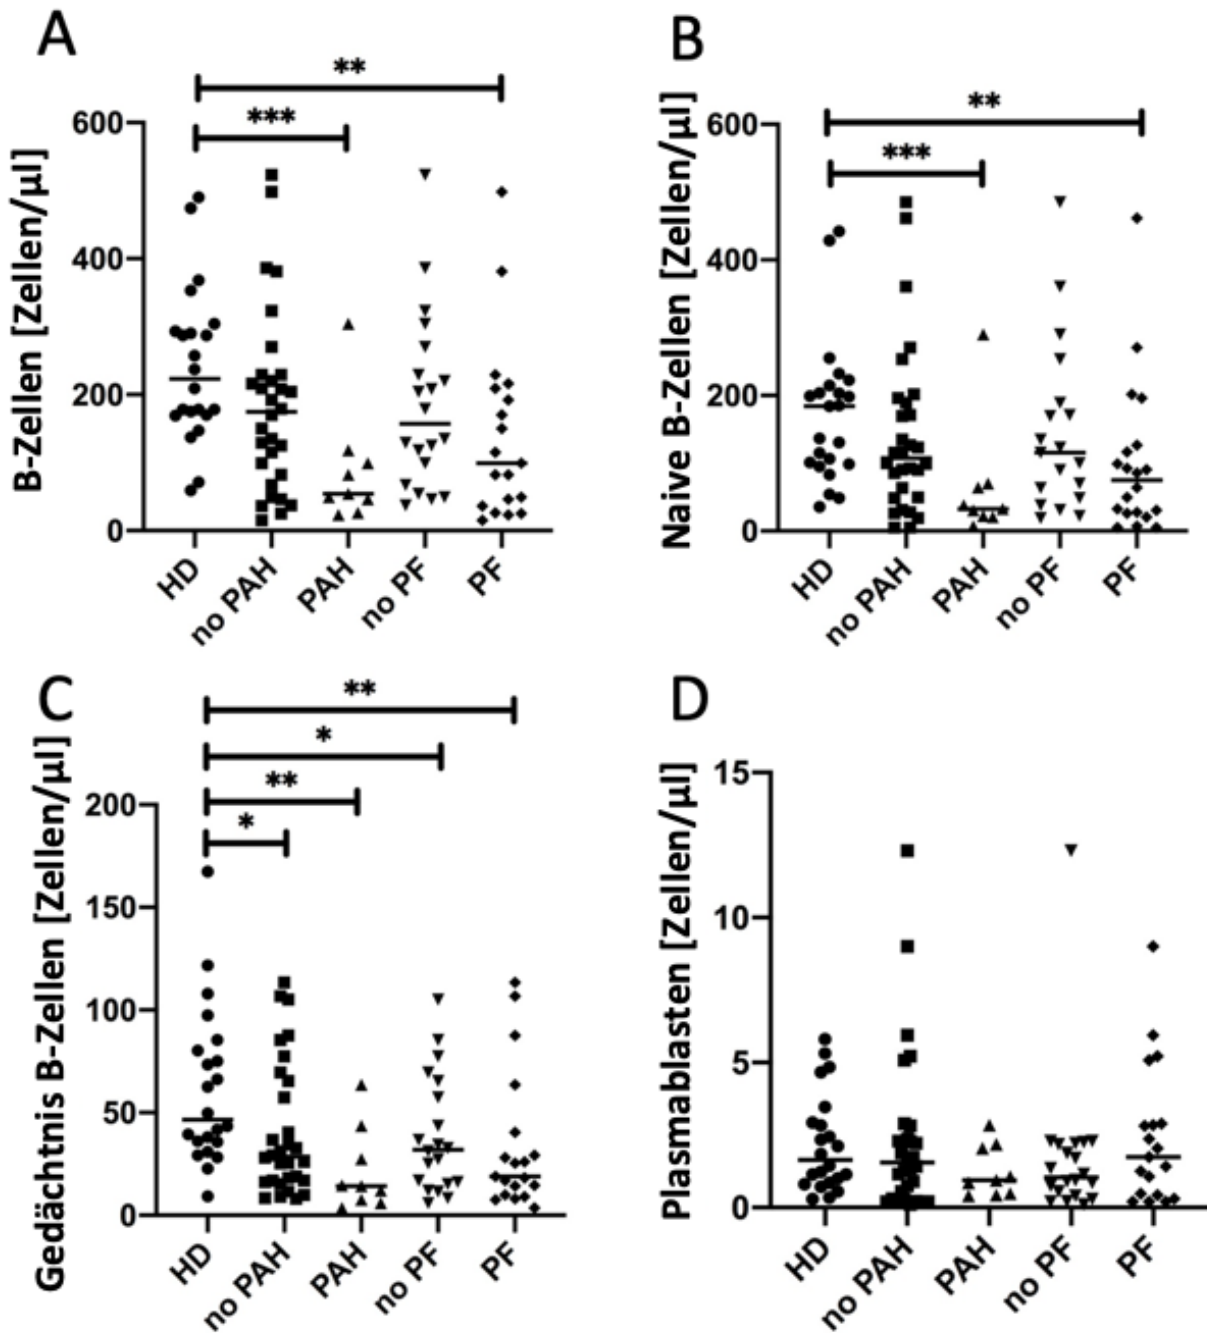 A
B-Zellen [Zellen/µl]
**
***
600
400
200
0
HD
no PAH
PAH
no PF
PF
B
Naive B-Zellen [Zellen/µl]
**
***
600
400
200
0
HD
no PAH
PAH
no PF
PF
C
Gedächtnis B-Zellen [Zellen/µl]
**
*
**
*
200
150
100
50
0
HD
no PAH
PAH
no PF
PF
D
Plasmablasten [Zellen/µl]
15
10
5
0
HD
no PAH
PAH
no PF
PF